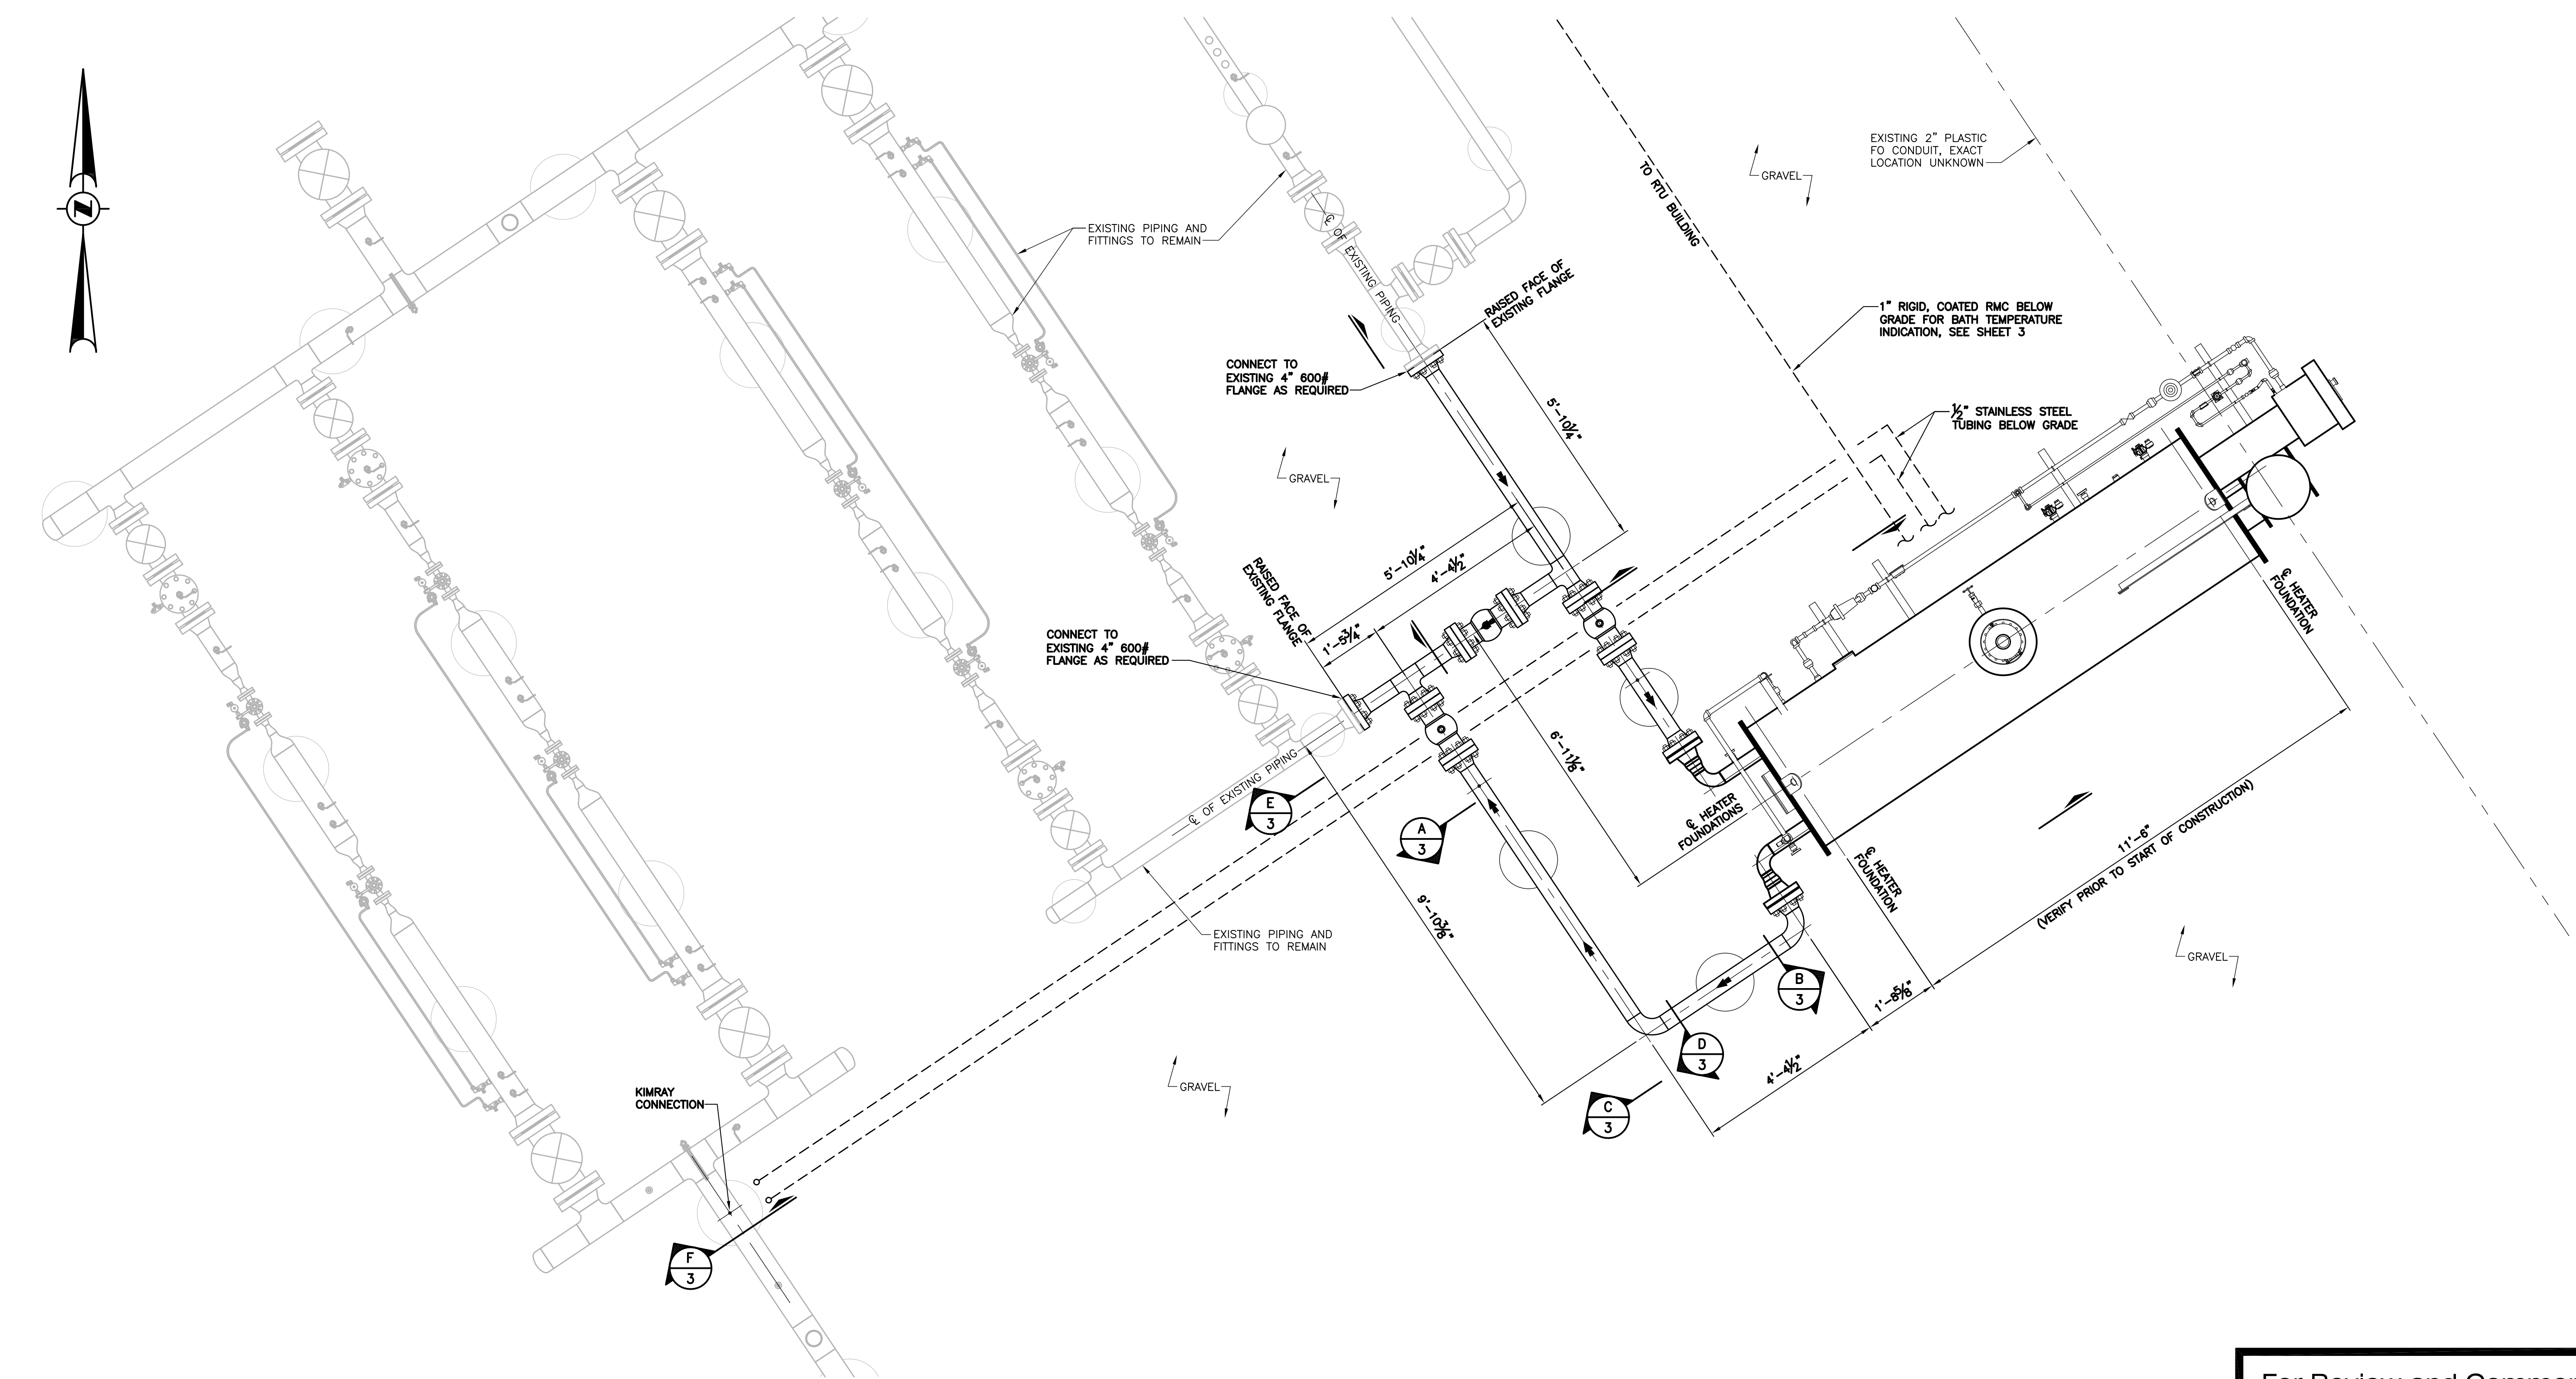 EXISTING 2" PLASTIC
FO CONDUIT, EXACT
LOCATION UNKNOWN
GRAVEL
TO RTU BUILDING
EXISTING PIPING AND
FITTINGS TO REMAIN
℄ OF EXISTING PIPING
RAISED FACE OF
EXISTING FLANGE
1" RIGID, COATED RMC BELOW
GRADE FOR BATH TEMPERATURE
INDICATION, SEE SHEET 3
CONNECT TO
EXISTING 4" 600#
FLANGE AS REQUIRED
5'-10¼"
½" STAINLESS STEEL
TUBING BELOW GRADE
GRAVEL
5'-10¼"
4'-4½"
RAISED FACE OF
EXISTING FLANGE
1'-5¾"
℄ HEATER
FOUNDATION
CONNECT TO
EXISTING 4" 600#
FLANGE AS REQUIRED
6'-11⅛"
℄ OF EXISTING PIPING
E
3
A
3
℄ HEATER
FOUNDATIONS
11'-6"
(VERIFY PRIOR TO START OF CONSTRUCTION)
℄ HEATER
FOUNDATION
9'-10⅜"
EXISTING PIPING AND
FITTINGS TO REMAIN
GRAVEL
B
3
1'-8⅝"
D
3
4'-4½"
GRAVEL
C
3
KIMRAY
CONNECTION
F
3
N